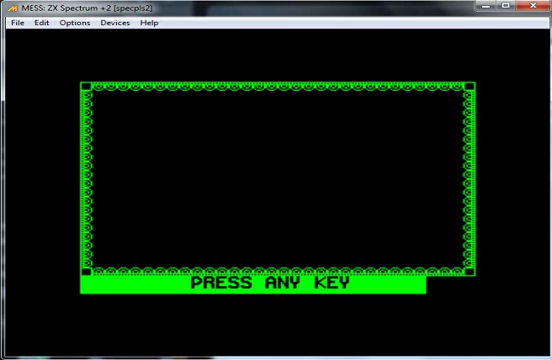 MESS: ZX Spectrum +2 [specpls2]
File Edit Options Devices Help
PRESS ANY KEY